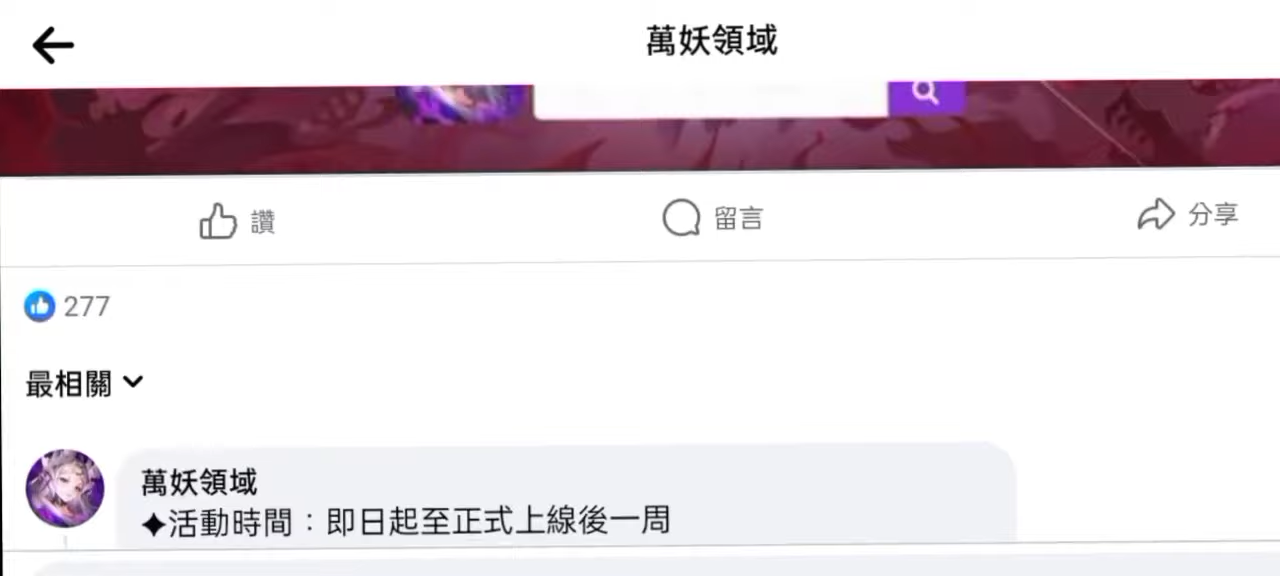 萬妖領域
讚
留言
分享
277
最相關
萬妖領域
✦活動時間：即日起至正式上線後一周